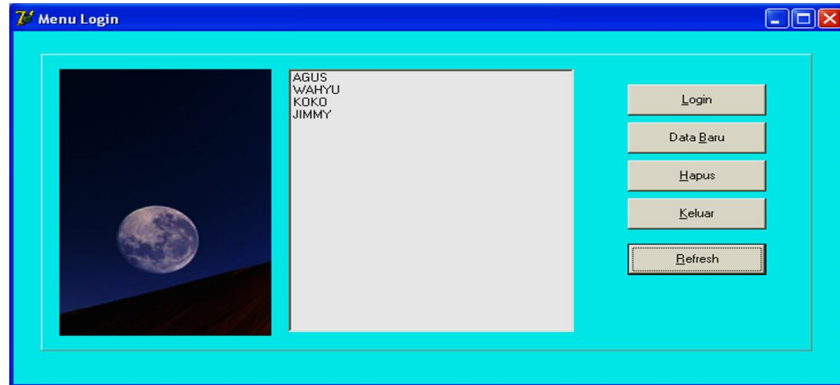 Menu Login
AGUS
WAHYU
KOKO
JIMMY
Login
Data Baru
Hapus
Keluar
Refresh